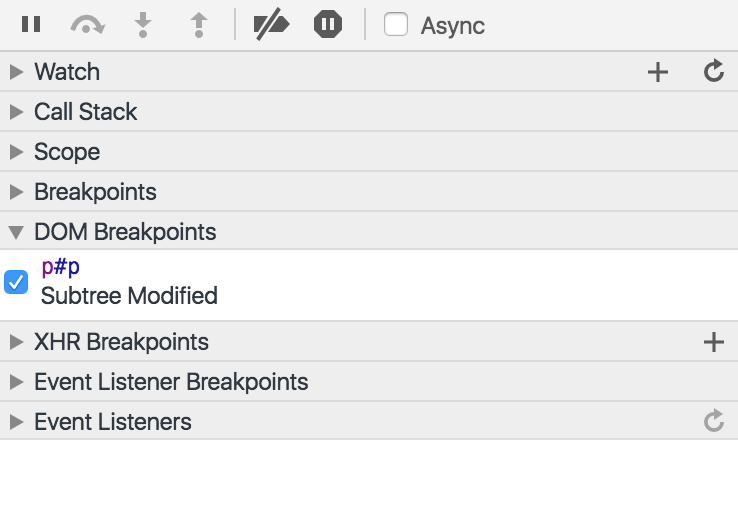 Async
Watch
Call Stack
Scope
Breakpoints
DOM Breakpoints
p#p
Subtree Modified
XHR Breakpoints
Event Listener Breakpoints
Event Listeners